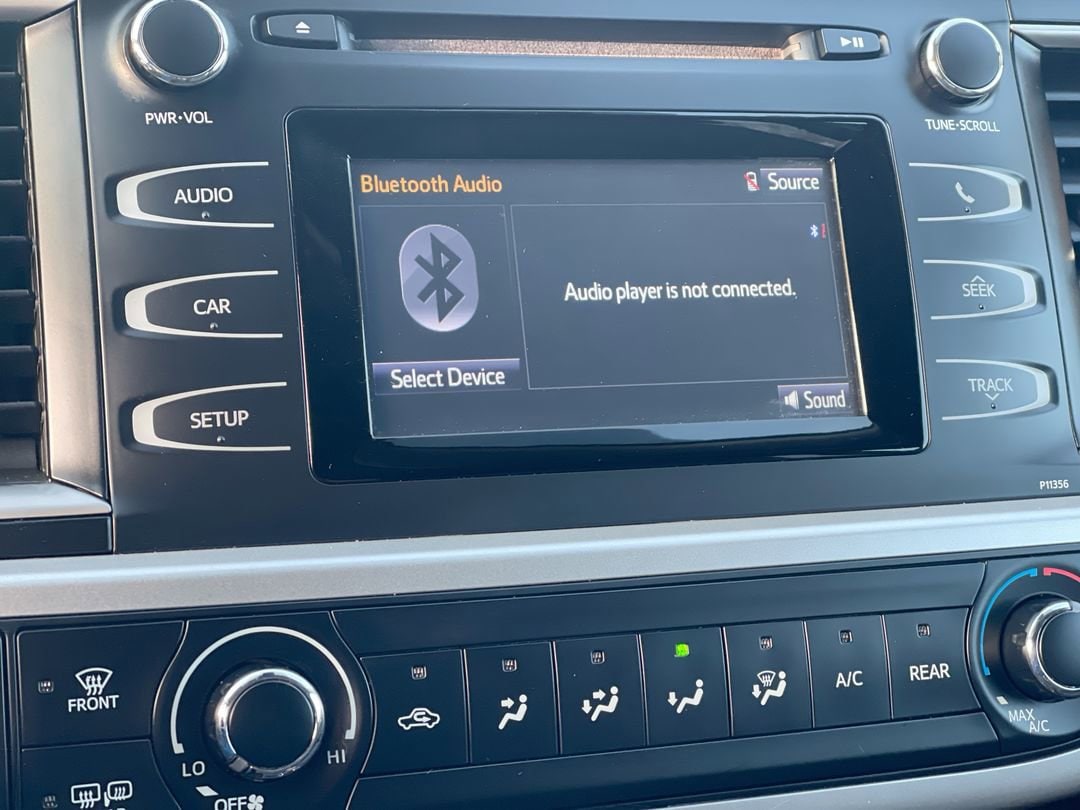 PWR•VOL
TUNE•SCROLL
AUDIO
CAR
SETUP
Bluetooth Audio
Source
Audio player is not connected.
Select Device
Sound
SEEK
TRACK
P11356
FRONT
LO
HI
OFF
A/C
REAR
MAX
A/C